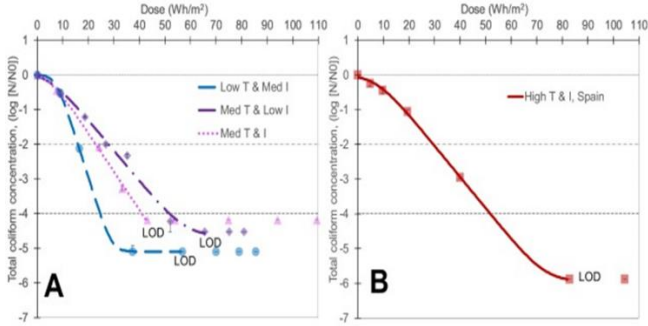 Dose (Wh/m²)
0 10 20 30 40 50 60 70 80 90 100 110
1
0
-1
-2
-3
-4
-5
-6
-7
Total coliform concentration, (log [N/N0])
Low T & Med I
Med T & Low I
Med T & I
LOD
LOD
LOD
A
Dose (Wh/m²)
0 10 20 30 40 50 60 70 80 90 100 110
1
0
-1
-2
-3
-4
-5
-6
-7
Total coliform concentration, (log [N/N0])
High T & I, Spain
LOD
B